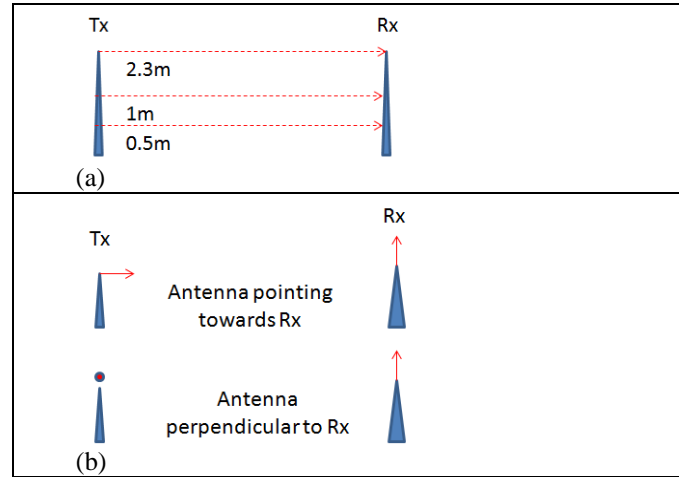 Tx Rx
2.3m
1m
0.5m
(a)
Rx
Tx
Antenna pointing
towards Rx
Antenna
perpendicular to Rx
(b)